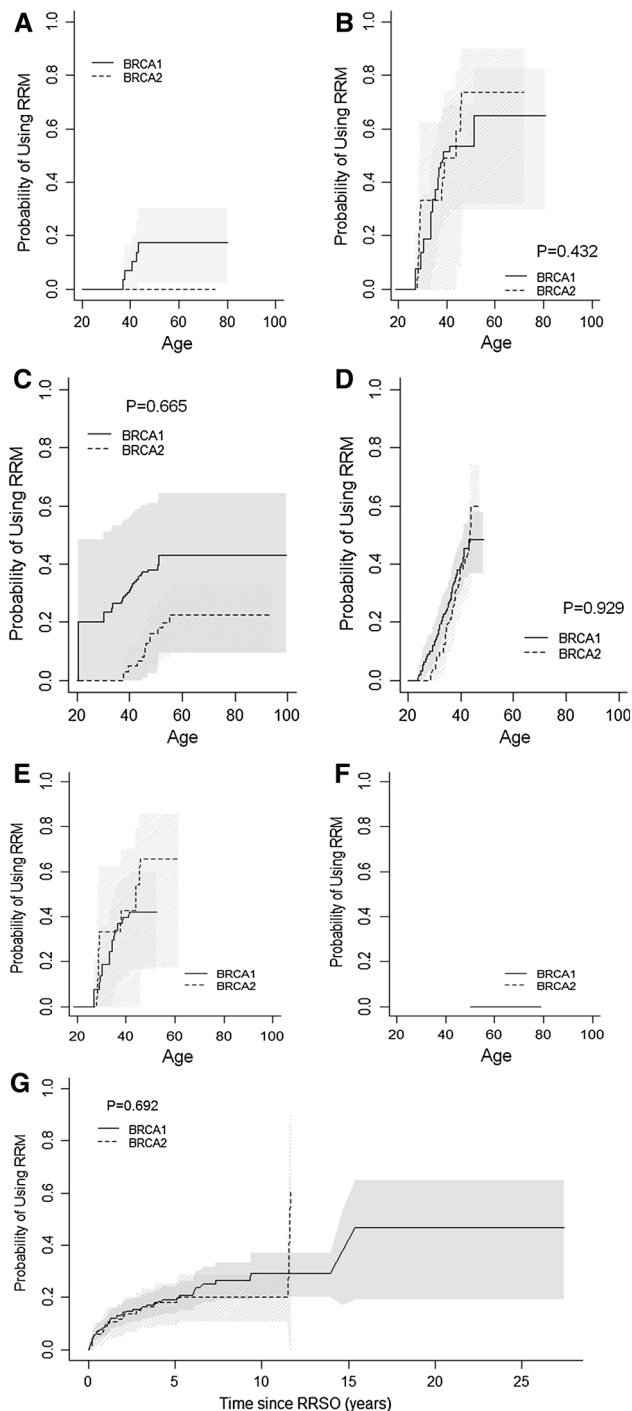 A
Probability of Using RRM
0.0 0.2 0.4 0.6 0.8 1.0
BRCA1
BRCA2
20 40 60 80 100
Age
B
Probability of Using RRM
0.0 0.2 0.4 0.6 0.8 1.0
P=0.432
BRCA1
BRCA2
20 40 60 80 100
Age
C
Probability of Using RRM
0.0 0.2 0.4 0.6 0.8 1.0
P=0.665
BRCA1
BRCA2
20 40 60 80 100
Age
D
Probability of Using RRM
0.0 0.2 0.4 0.6 0.8 1.0
P=0.929
BRCA1
BRCA2
20 40 60 80 100
Age
E
Probability of Using RRM
0.0 0.2 0.4 0.6 0.8 1.0
BRCA1
BRCA2
20 40 60 80 100
Age
F
Probability of Using RRM
0.0 0.2 0.4 0.6 0.8 1.0
BRCA1
BRCA2
20 40 60 80 100
Age
G
Probability of Using RRM
0.0 0.2 0.4 0.6 0.8 1.0
P=0.692
BRCA1
BRCA2
0 5 10 15 20 25
Time since RRSO (years)